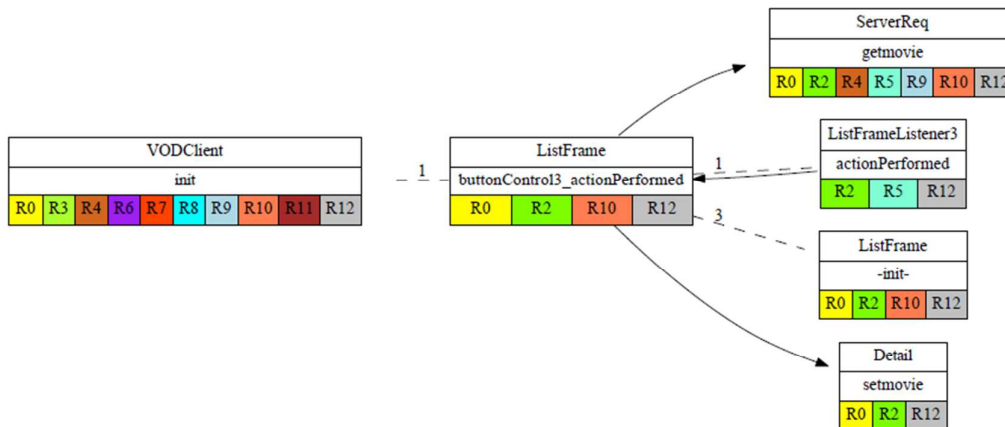 ServerReq
getmovie
R0 R2 R4 R5 R9 R10 R12
VODClient
init
R0 R3 R4 R6 R7 R8 R9 R10 R11 R12
1
ListFrame
buttonControl3_actionPerformed
R0 R2 R10 R12
1
3
ListFrameListener3
actionPerformed
R2 R5 R12
ListFrame
-init-
R0 R2 R10 R12
Detail
setmovie
R0 R2 R12